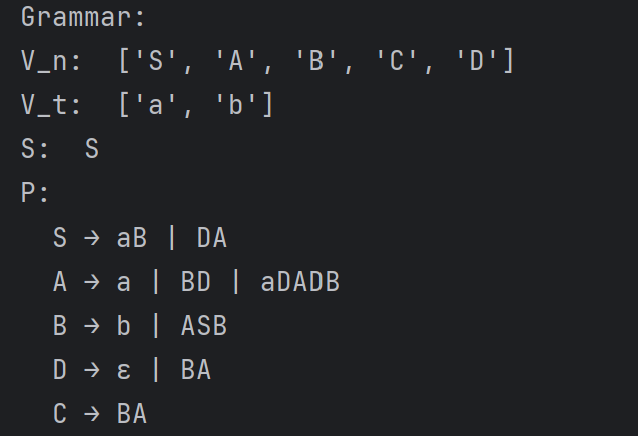 Grammar:
V_n:  ['S', 'A', 'B', 'C', 'D']
V_t:  ['a', 'b']
S:  S
P:
  S → aB | DA
  A → a | BD | aDADB
  B → b | ASB
  D → ε | BA
  C → BA